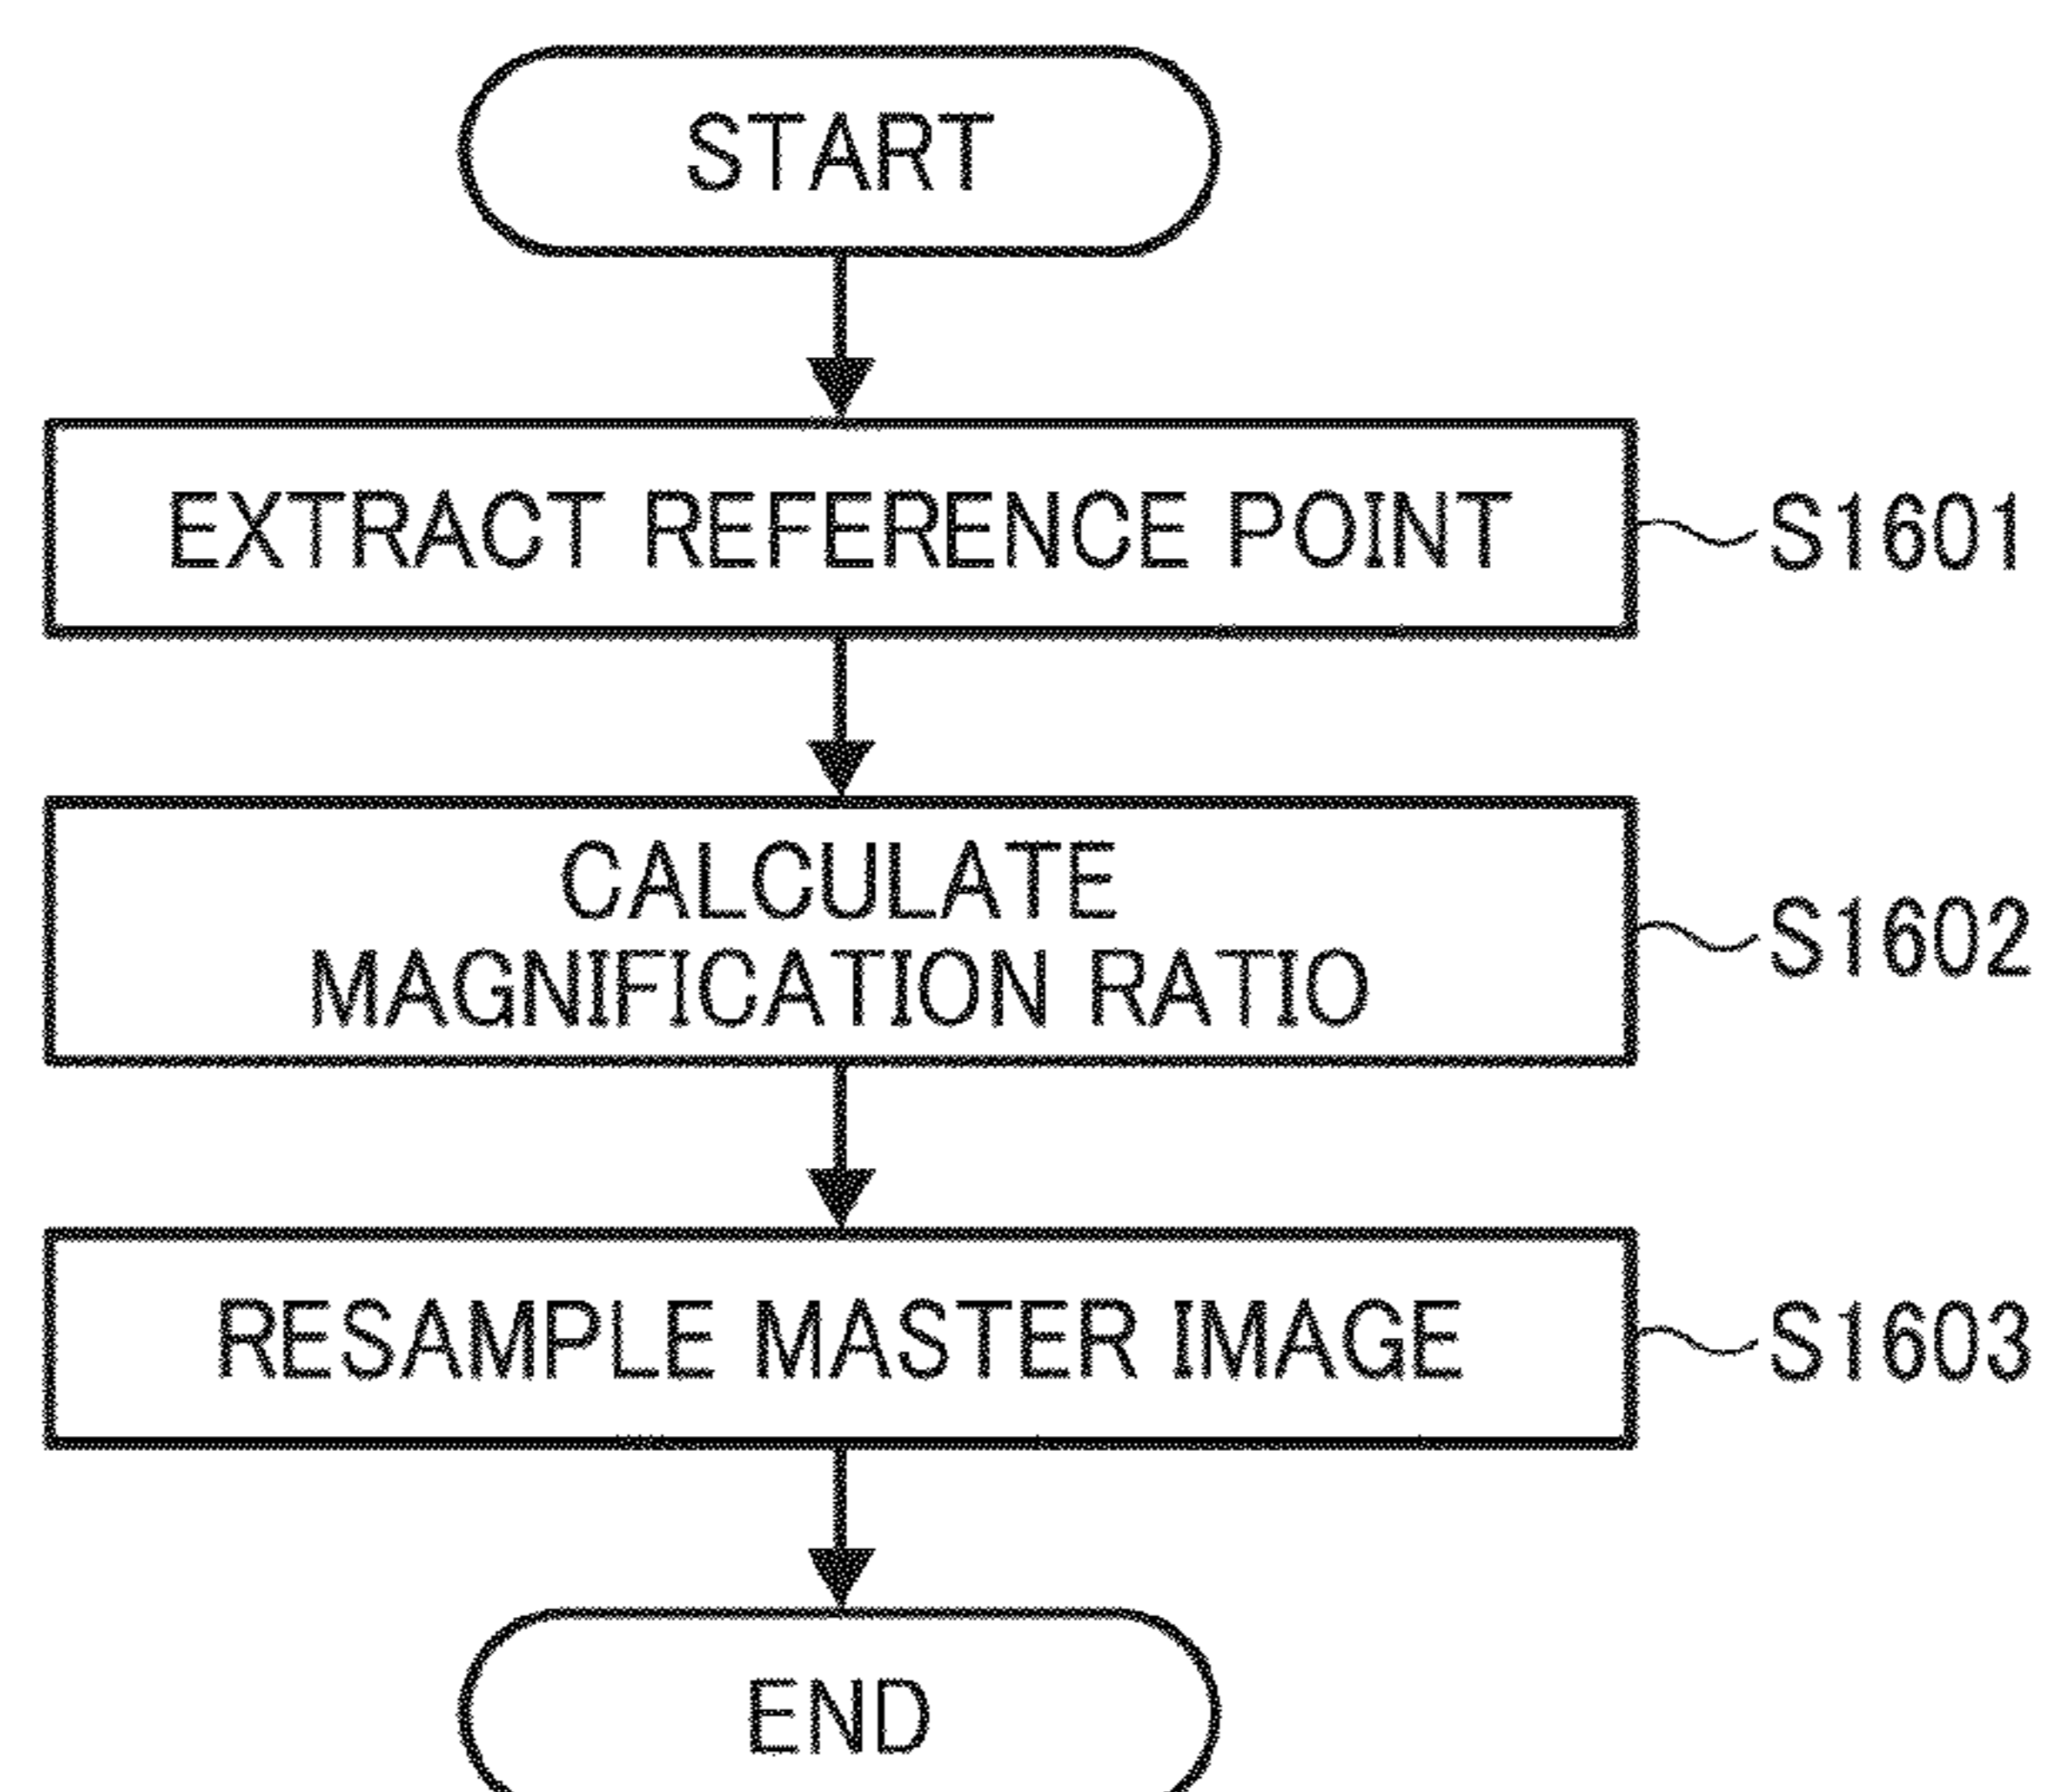 START
EXTRACT REFERENCE POINT
S1601
CALCULATE
MAGNIFICATION RATIO
S1602
RESAMPLE MASTER IMAGE
S1603
END